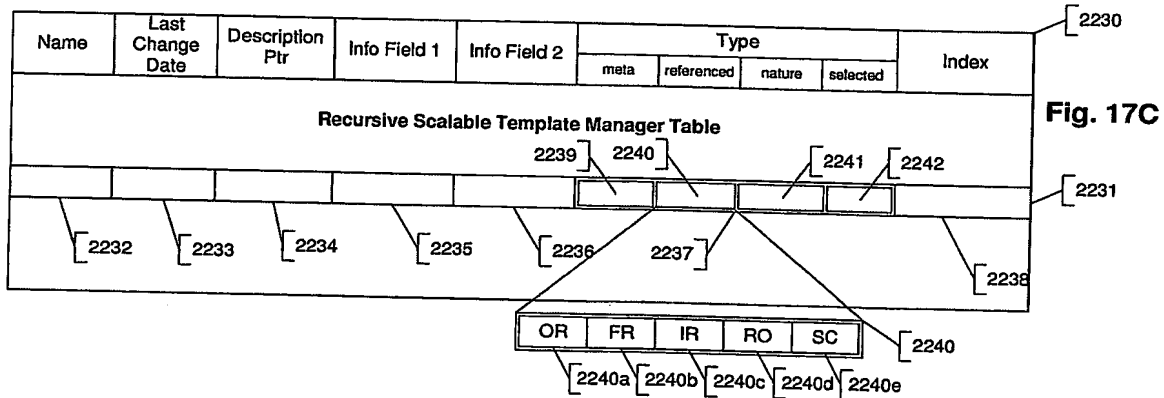 Name
Last Change Date
Description Ptr
Info Field 1
Info Field 2
Type
meta
referenced
nature
selected
Index
2230
Fig. 17C
Recursive Scalable Template Manager Table
2239
2240
2241
2242
2231
2232
2233
2234
2235
2236
2237
2238
OR
FR
IR
RO
SC
2240
2240a
2240b
2240c
2240d
2240e